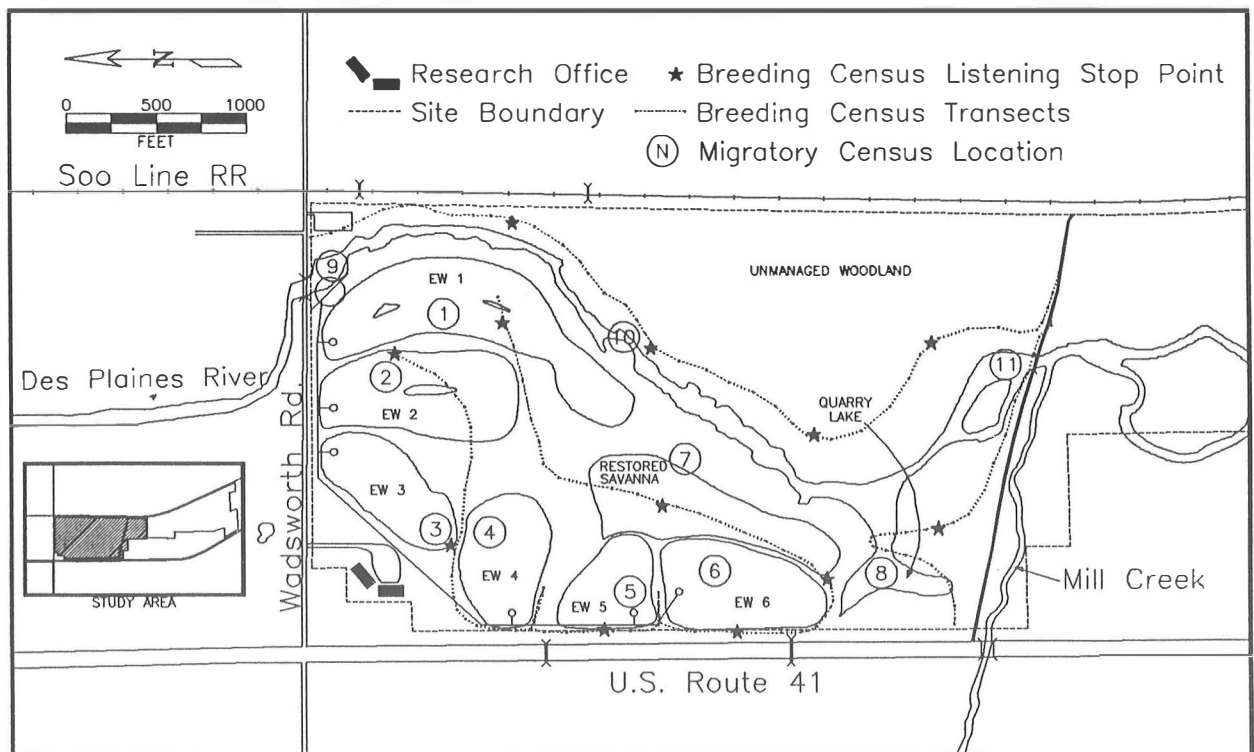 N
0 500 1000
FEET
Soo Line RR
Research Office
Site Boundary
★ Breeding Census Listening Stop Point
Breeding Census Transects
N Migratory Census Location
9
EW 1
1
UNMANAGED WOODLAND
10
Des Plaines River
2
EW 2
11
QUARRY
LAKE
Wadsworth Rd.
EW 3
RESTORED
SAVANNA
7
3
4
EW 4
5
EW 5
6
EW 6
8
Mill Creek
STUDY AREA
U.S. Route 41